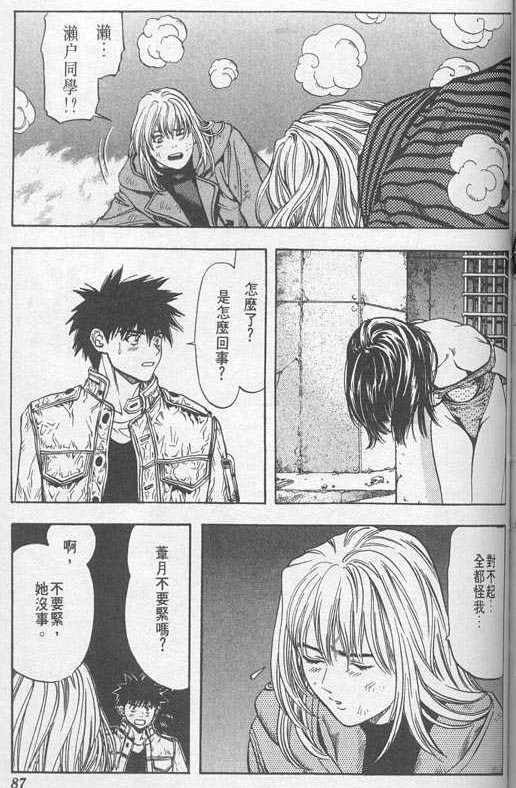 瀨…
瀨户同學!?
怎麼了?
是怎麼回事?
對不起…
全都怪我…
葦月不要緊嗎?
啊,
不要緊,
她沒事。
87